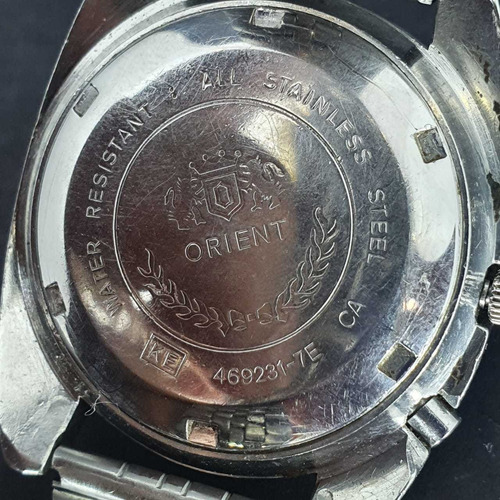 WATER RESISTANT & ALL STAINLESS STEEL
ORIENT
KE 469231-7E CA